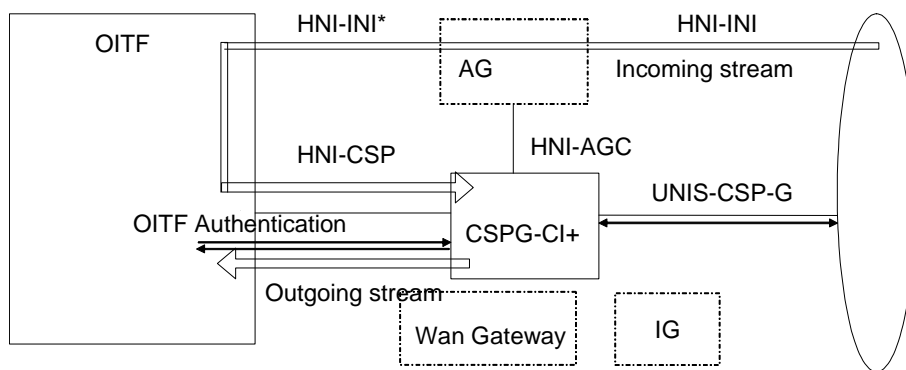 HNI-INI*
HNI-INI
OITF
AG
Incoming stream
HNI-CSP
HNI-AGC
UNIS-CSP-G
OITF Authentication
CSPG-CI+
Outgoing stream
Wan Gateway
IG